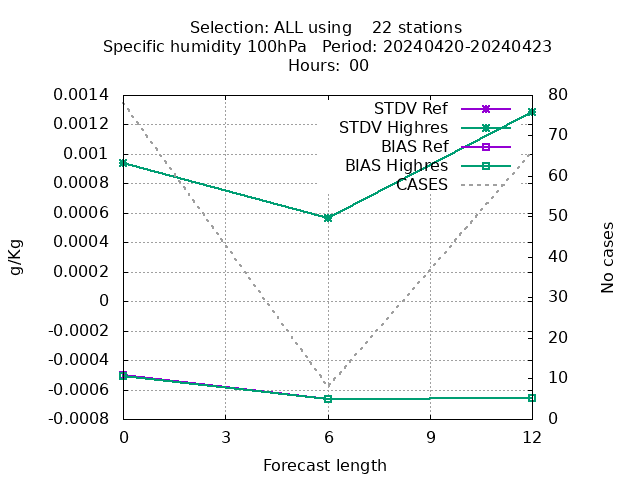 Selection: ALL using    22 stations
Specific humidity 100hPa   Period: 20240420-20240423
Hours: 00
0.0014
0.0012
0.001
0.0008
0.0006
0.0004
0.0002
0
-0.0002
-0.0004
-0.0006
-0.0008
g/Kg
STDV Ref
STDV Highres
BIAS Ref
BIAS Highres
CASES
80
70
60
50
40
30
20
10
0
No cases
0 3 6 9 12
Forecast length